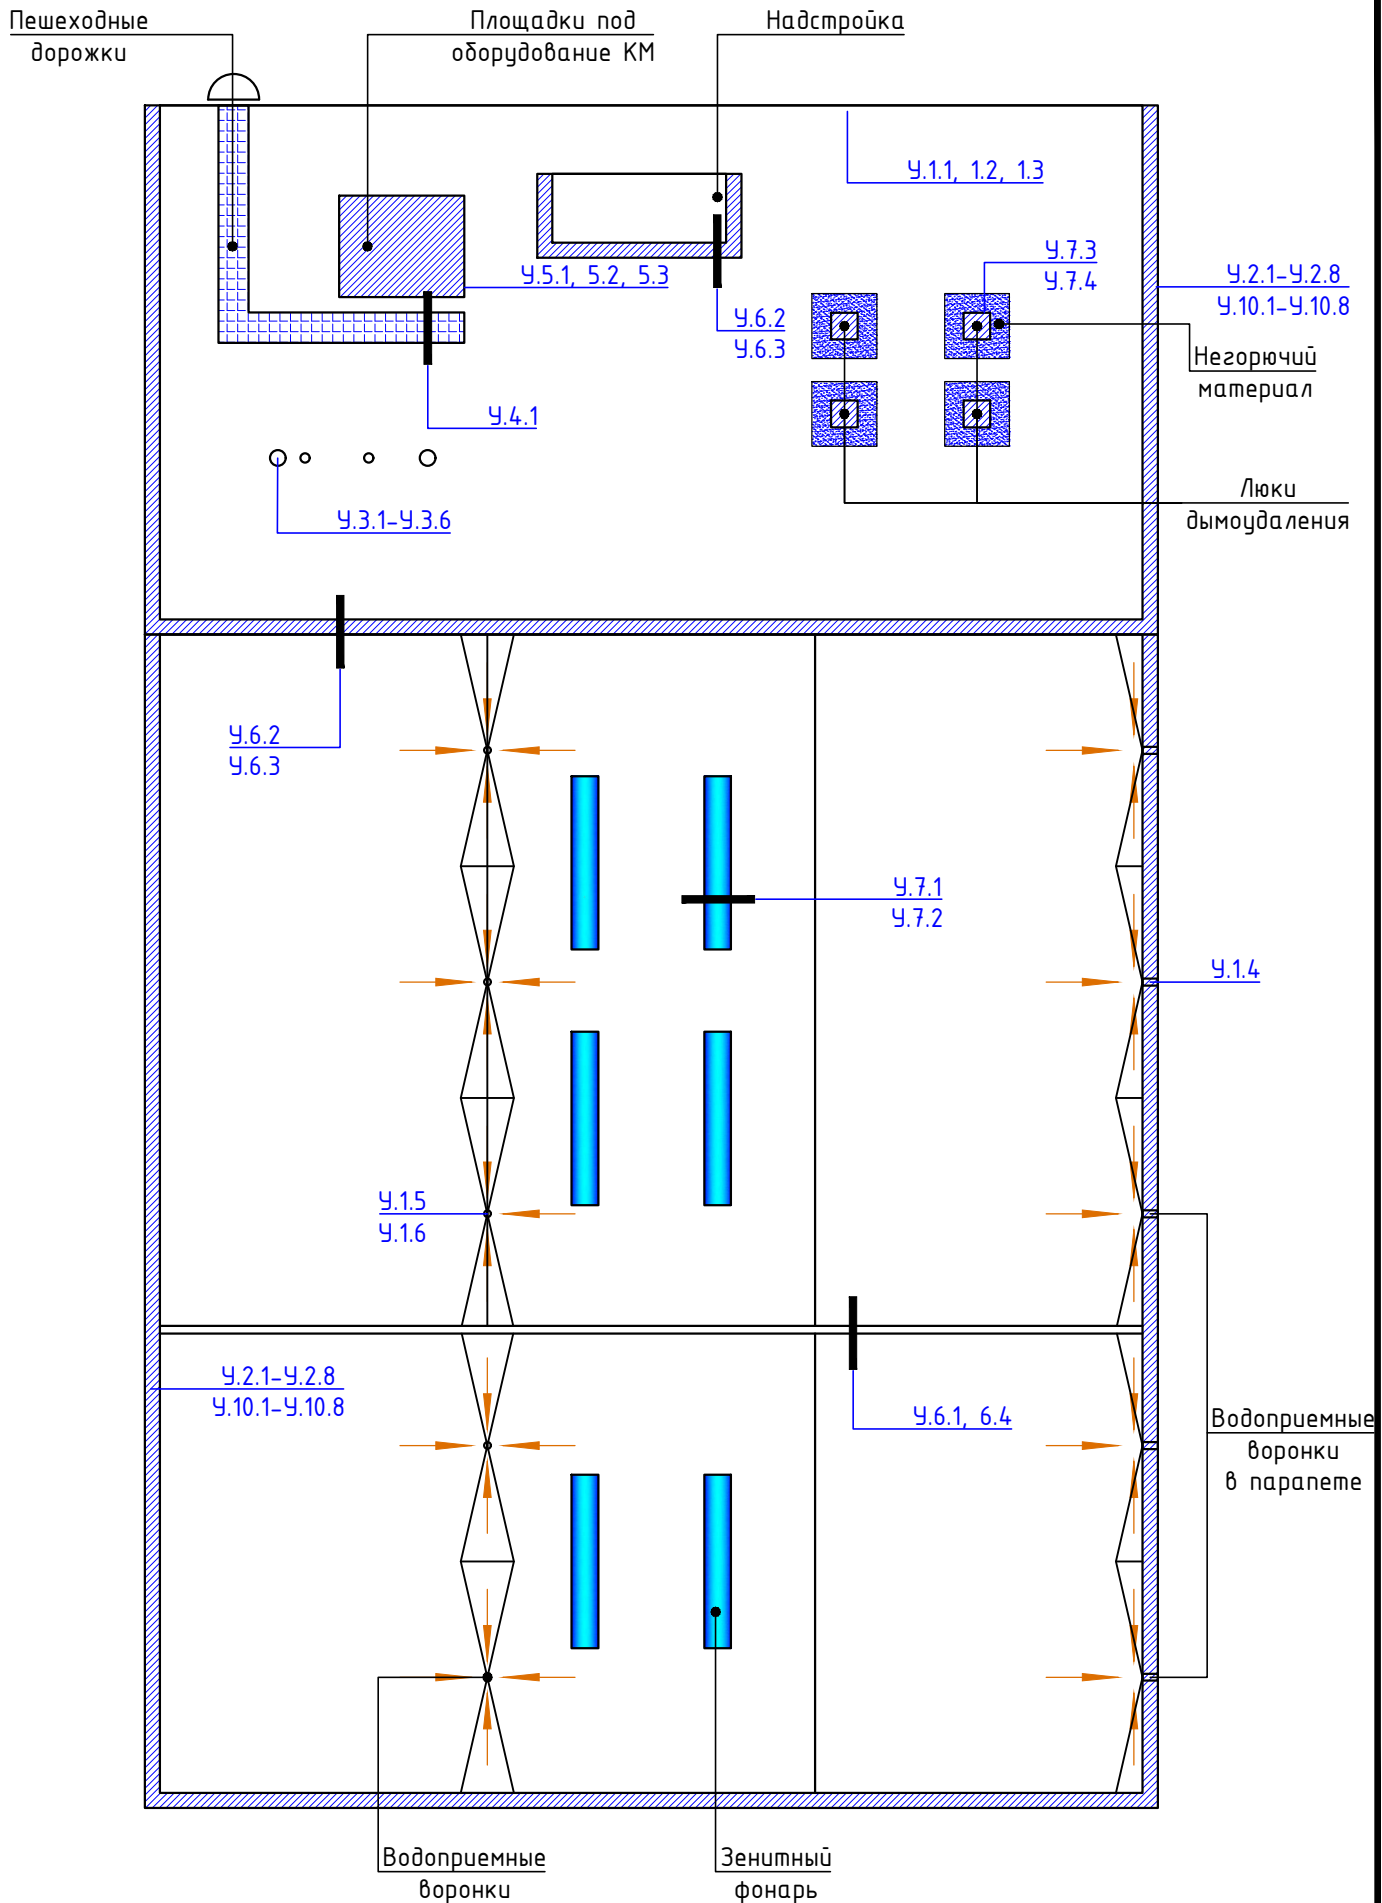 Пешеходные
дорожки
Площадки под
оборудование КМ
Надстройка
У.1.1, 1.2, 1.3
У.5.1, 5.2, 5.3
У.7.3
У.7.4
У.2.1-У.2.8
У.10.1-У.10.8
У.6.2
У.6.3
Негорючий
материал
У.4.1
Люки
дымоудаления
У.3.1-У.3.6
У.6.2
У.6.3
У.7.1
У.7.2
У.1.4
У.1.5
У.1.6
У.2.1-У.2.8
У.10.1-У.10.8
У.6.1, 6.4
Водоприемные
воронки
в парапете
Водоприемные
воронки
Зенитный
фонарь